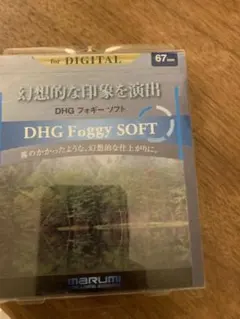 for DIGITAL
67mm
幻想的な印象を演出
DHG フォギー ソフト
DHG Foggy SOFT
霧のかかったような、幻想的な仕上がりに。
marumi